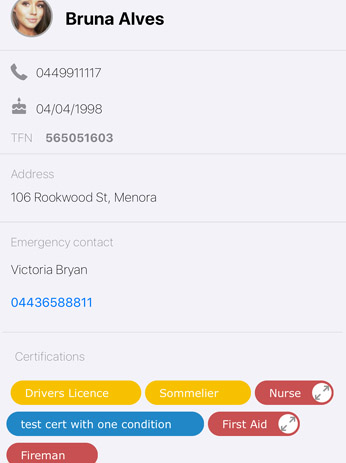 Bruna Alves
0449911117
04/04/1998
TFN 565051603
Address
106 Rookwood St, Menora
Emergency contact
Victoria Bryan
04436588811
Certifications
Drivers Licence Sommelier Nurse
test cert with one condition First Aid
Fireman